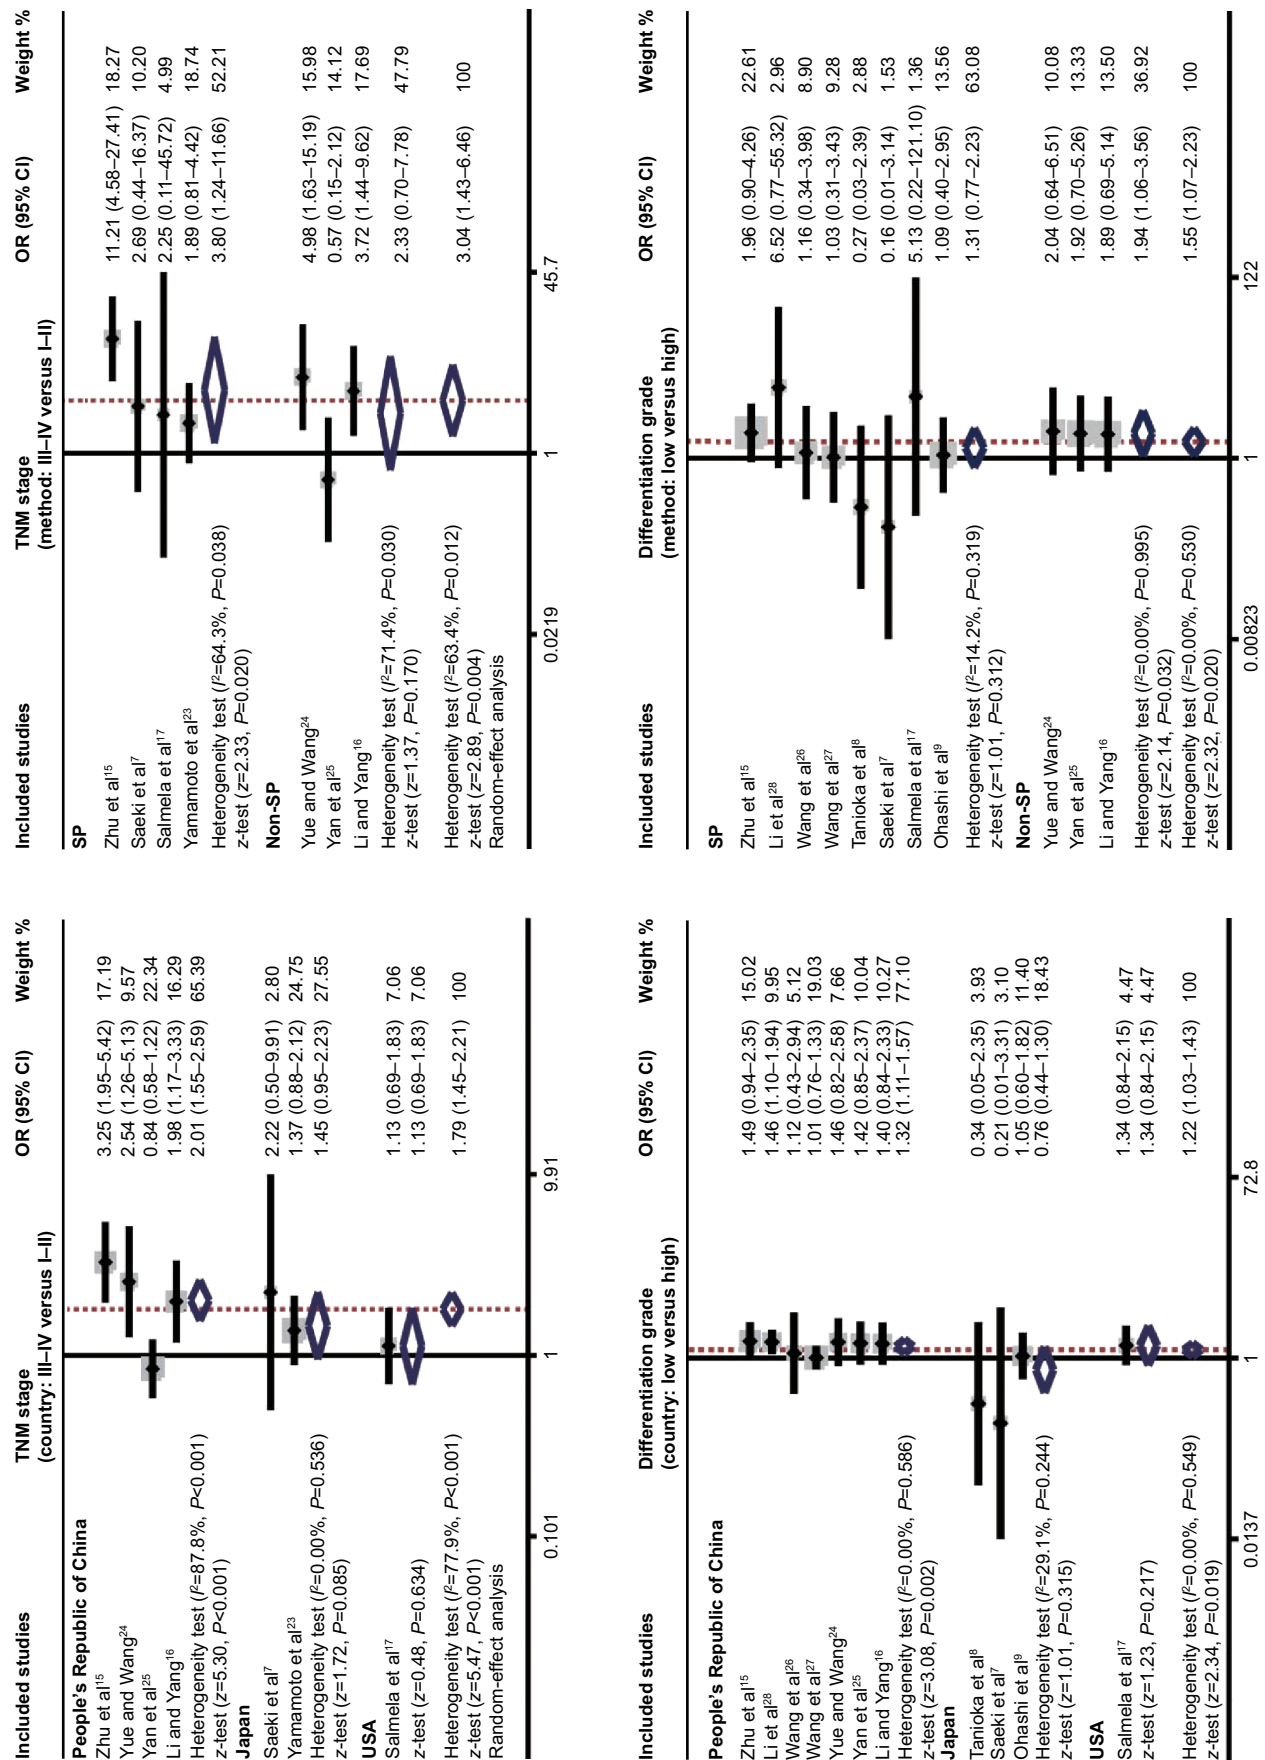 Included studies TNM stage OR (95% CI) Weight %
(country: III–IV versus I–II)
People's Republic of China
Zhu et al15 3.25 (1.95–5.42) 17.19
Yue and Wang24 2.54 (1.26–5.13) 9.57
Yan et al25 0.84 (0.58–1.22) 22.34
Li and Yang16 1.98 (1.17–3.33) 16.29
Heterogeneity test (I²=87.8%, P<0.001) 2.01 (1.55–2.59) 65.39
z-test (z=5.30, P<0.001)
Japan
Saeki et al7 2.22 (0.50–9.91) 2.80
Yamamoto et al23 1.37 (0.88–2.12) 24.75
Heterogeneity test (I²=0.00%, P=0.536) 1.45 (0.95–2.23) 27.55
z-test (z=1.72, P=0.085)
USA
Salmela et al17 1.13 (0.69–1.83) 7.06
z-test (z=0.48, P=0.634) 1.13 (0.69–1.83) 7.06
Heterogeneity test (I²=77.9%, P<0.001) 1.79 (1.45–2.21) 100
z-test (z=5.47, P<0.001)
Random-effect analysis
0.101 1 9.91
Included studies TNM stage OR (95% CI) Weight %
(method: III–IV versus I–II)
SP
Zhu et al15 11.21 (4.58–27.41) 18.27
Saeki et al7 2.69 (0.44–16.37) 10.20
Salmela et al17 2.25 (0.11–45.72) 4.99
Yamamoto et al23 1.89 (0.81–4.42) 18.74
Heterogeneity test (I²=64.3%, P=0.038) 3.80 (1.24–11.66) 52.21
z-test (z=2.33, P=0.020)
Non-SP
Yue and Wang24 4.98 (1.63–15.19) 15.98
Yan et al25 0.57 (0.15–2.12) 14.12
Li and Yang16 3.72 (1.44–9.62) 17.69
Heterogeneity test (I²=71.4%, P=0.030) 2.33 (0.70–7.78) 47.79
z-test (z=1.37, P=0.170)
Heterogeneity test (I²=63.4%, P=0.012) 3.04 (1.43–6.46) 100
z-test (z=2.89, P=0.004)
Random-effect analysis
0.0219 1 45.7
Included studies Differentiation grade OR (95% CI) Weight %
(country: low versus high)
People's Republic of China
Zhu et al15 1.49 (0.94–2.35) 15.02
Li et al28 1.46 (1.10–1.94) 9.95
Wang et al26 1.12 (0.43–2.94) 5.12
Wang et al27 1.01 (0.76–1.33) 19.03
Yue and Wang24 1.46 (0.82–2.58) 7.66
Yan et al25 1.42 (0.85–2.37) 10.04
Li and Yang16 1.40 (0.84–2.33) 10.27
Heterogeneity test (I²=0.00%, P=0.586) 1.32 (1.11–1.57) 77.10
z-test (z=3.08, P=0.002)
Japan
Tanioka et al8 0.34 (0.05–2.35) 3.93
Saeki et al7 0.21 (0.01–3.31) 3.10
Ohashi et al9 1.05 (0.60–1.82) 11.40
Heterogeneity test (I²=29.1%, P=0.244) 0.76 (0.44–1.30) 18.43
z-test (z=1.01, P=0.315)
USA
Salmela et al17 1.34 (0.84–2.15) 4.47
z-test (z=1.23, P=0.217) 1.34 (0.84–2.15) 4.47
Heterogeneity test (I²=0.00%, P=0.549) 1.22 (1.03–1.43) 100
z-test (z=2.34, P=0.019)
0.0137 1 72.8
Included studies Differentiation grade OR (95% CI) Weight %
(method: low versus high)
SP
Zhu et al15 1.96 (0.90–4.26) 22.61
Li et al28 6.52 (0.77–55.32) 2.96
Wang et al26 1.16 (0.34–3.98) 8.90
Wang et al27 1.03 (0.31–3.43) 9.28
Tanioka et al8 0.27 (0.03–2.39) 2.88
Saeki et al7 0.16 (0.01–3.14) 1.53
Salmela et al17 5.13 (0.22–121.10) 1.36
Ohashi et al9 1.09 (0.40–2.95) 13.56
Heterogeneity test (I²=14.2%, P=0.319) 1.31 (0.77–2.23) 63.08
z-test (z=1.01, P=0.312)
Non-SP
Yue and Wang24 2.04 (0.64–6.51) 10.08
Yan et al25 1.92 (0.70–5.26) 13.33
Li and Yang16 1.89 (0.69–5.14) 13.50
Heterogeneity test (I²=0.00%, P=0.995) 1.94 (1.06–3.56) 36.92
z-test (z=2.14, P=0.032)
Heterogeneity test (I²=0.00%, P=0.530) 1.55 (1.07–2.23) 100
z-test (z=2.32, P=0.020)
0.00823 1 122